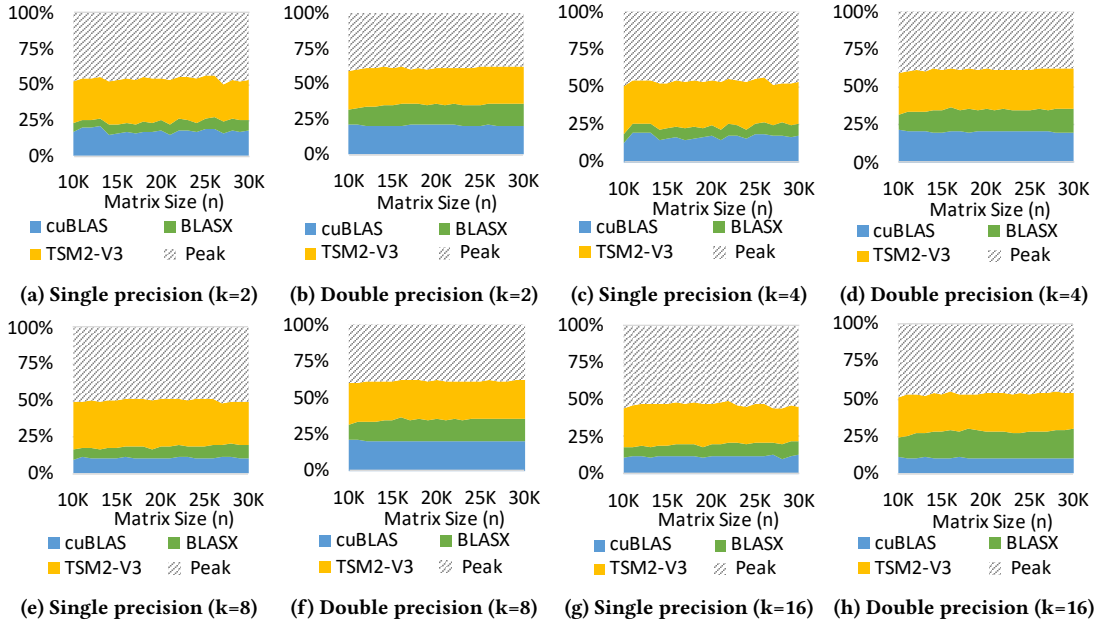 100%
75%
50%
25%
0%
10K 15K 20K 25K 30K
Matrix Size (n)
cuBLAS BLASX
TSM2-V3 Peak
(a) Single precision (k=2)
100%
75%
50%
25%
0%
10K 15K 20K 25K 30K
Matrix Size (n)
cuBLAS BLASX
TSM2-V3 Peak
(b) Double precision (k=2)
100%
75%
50%
25%
0%
10K 15K 20K 25K 30K
Matrix Size (n)
cuBLAS BLASX
TSM2-V3 Peak
(c) Single precision (k=4)
100%
75%
50%
25%
0%
10K 15K 20K 25K 30K
Matrix Size (n)
cuBLAS BLASX
TSM2-V3 Peak
(d) Double precision (k=4)
100%
75%
50%
25%
0%
10K 15K 20K 25K 30K
Matrix Size (n)
cuBLAS BLASX
TSM2-V3 Peak
(e) Single precision (k=8)
100%
75%
50%
25%
0%
10K 15K 20K 25K 30K
Matrix Size (n)
cuBLAS BLASX
TSM2-V3 Peak
(f) Double precision (k=8)
100%
75%
50%
25%
0%
10K 15K 20K 25K 30K
Matrix Size (n)
cuBLAS BLASX
TSM2-V3 Peak
(g) Single precision (k=16)
100%
75%
50%
25%
0%
10K 15K 20K 25K 30K
Matrix Size (n)
cuBLAS BLASX
TSM2-V3 Peak
(h) Double precision (k=16)